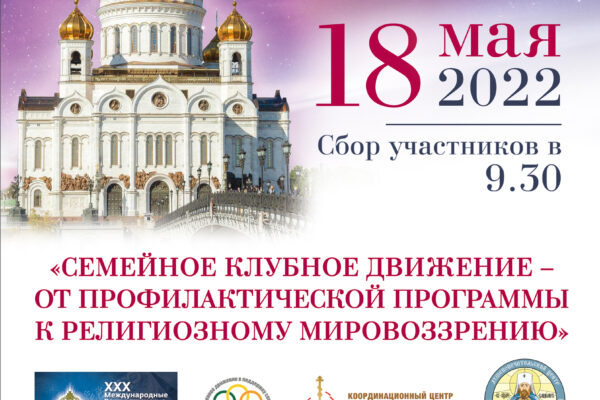 18 мая
2022
Сбор участников в
9.30
«СЕМЕЙНОЕ КЛУБНОЕ ДВИЖЕНИЕ –
ОТ ПРОФИЛАКТИЧЕСКОЙ ПРОГРАММЫ
К РЕЛИГИОЗНОМУ МИРОВОЗЗРЕНИЮ»
XXX
Международные
КООРДИНАЦИОННЫЙ ЦЕНТР